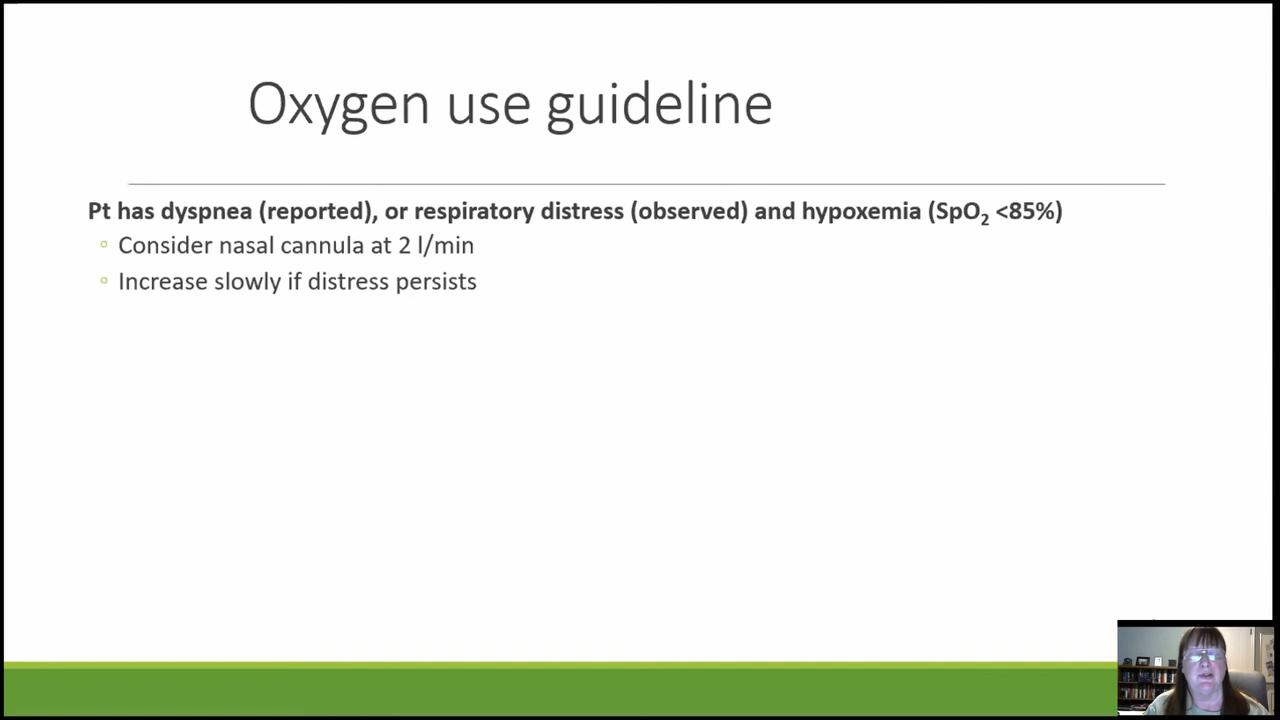 Oxygen use guideline
Pt has dyspnea (reported), or respiratory distress (observed) and hypoxemia (SpO₂ <85%)
Consider nasal cannula at 2 l/min
Increase slowly if distress persists